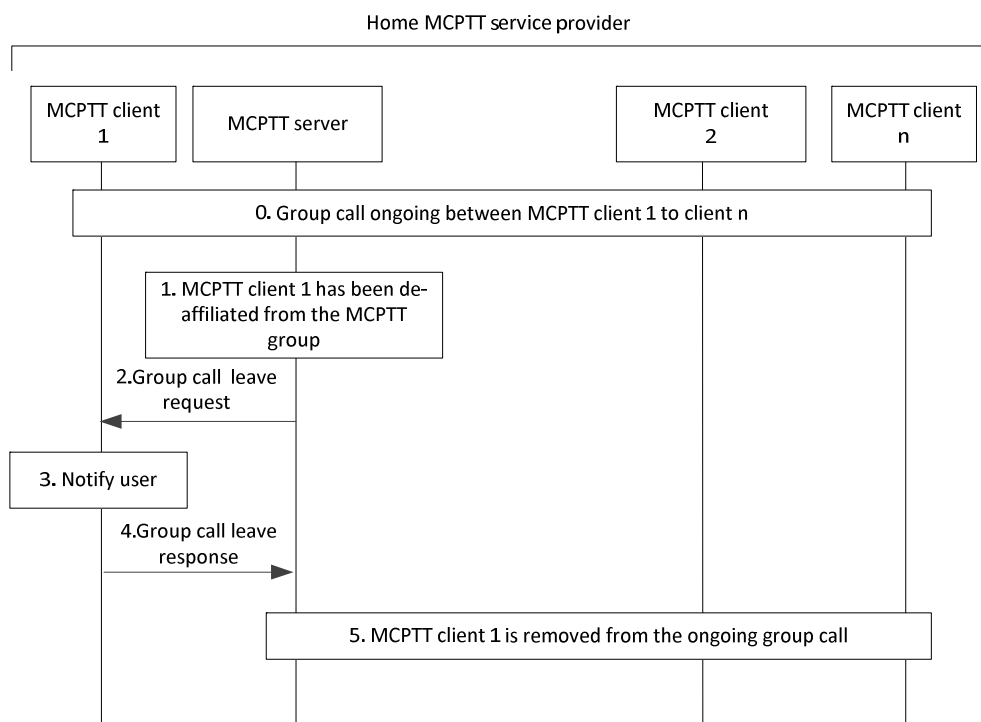 Home MCPTT service provider
MCPTT client
1
MCPTT server
MCPTT client
2
MCPTT client
n
0. Group call ongoing between MCPTT client 1 to client n
1. MCPTT client 1 has been de-
affiliated from the MCPTT
group
2.Group call leave
request
3. Notify user
4.Group call leave
response
5. MCPTT client 1 is removed from the ongoing group call